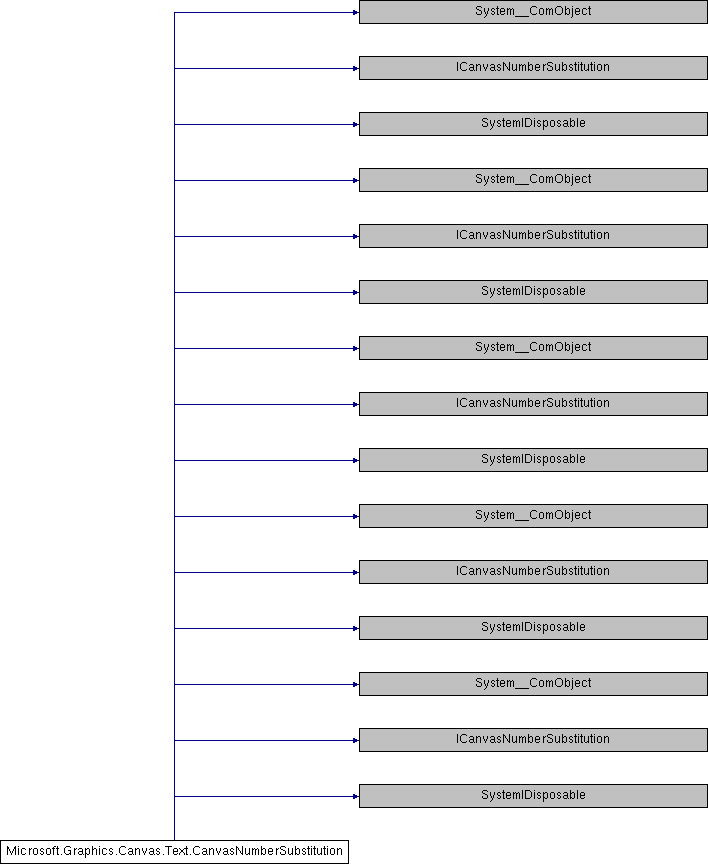 System__ComObject
ICanvasNumberSubstitution
SystemIDisposable
System__ComObject
ICanvasNumberSubstitution
SystemIDisposable
System__ComObject
ICanvasNumberSubstitution
SystemIDisposable
System__ComObject
ICanvasNumberSubstitution
SystemIDisposable
System__ComObject
ICanvasNumberSubstitution
SystemIDisposable
Microsoft.Graphics.Canvas.Text.CanvasNumberSubstitution